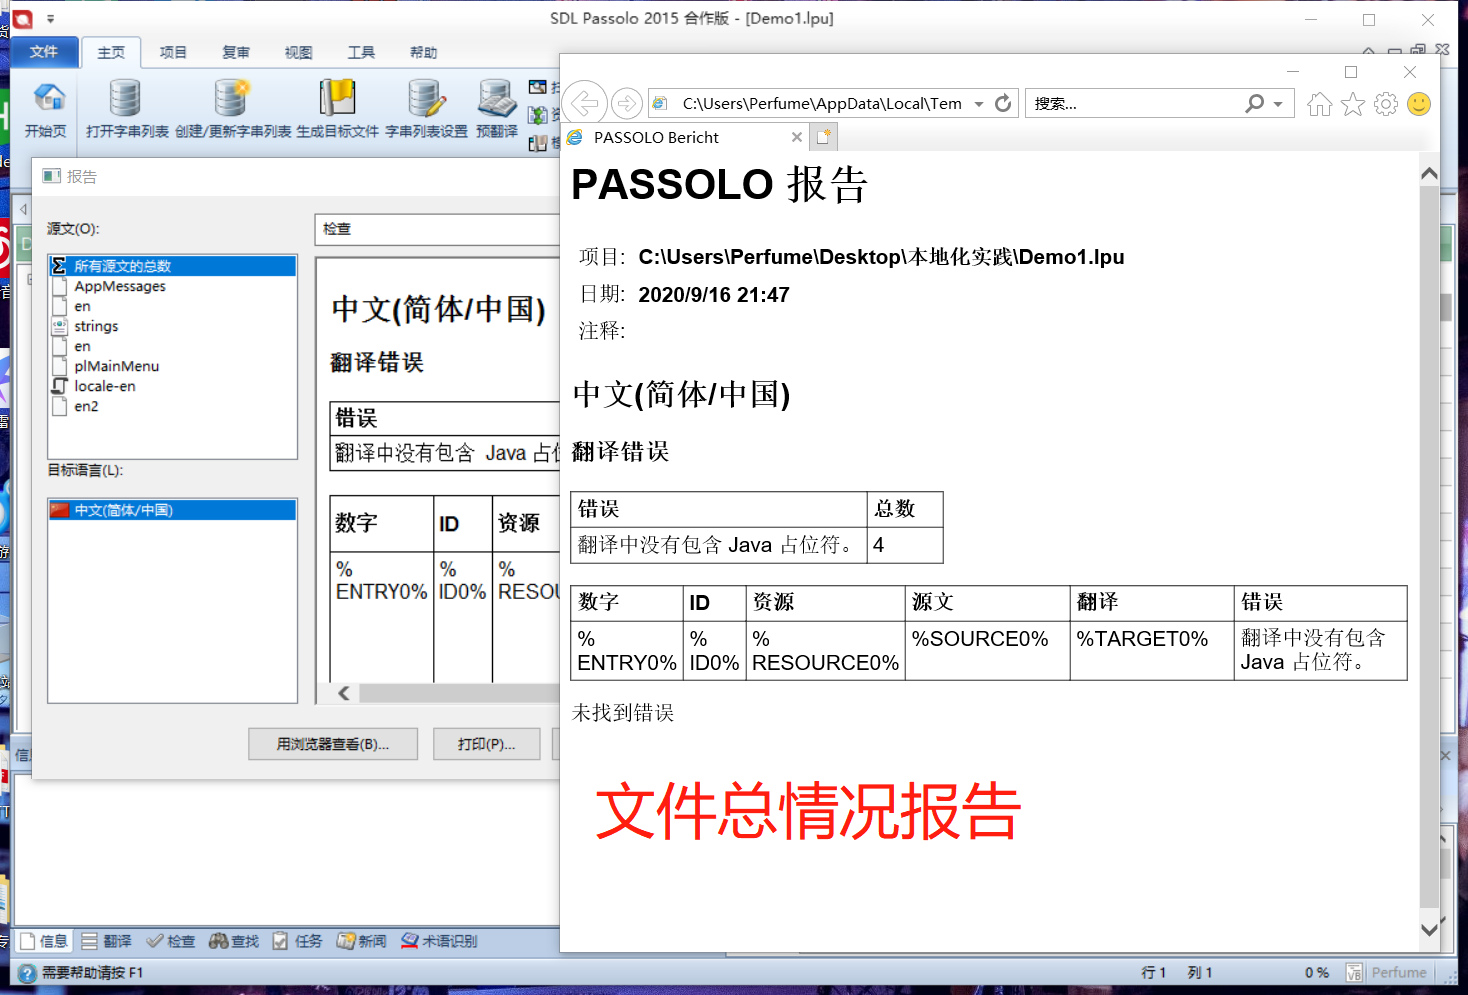 SDL Passolo 2015 合作版 - [Demo1.lpu]
文件 主页 项目 复审 视图 工具 帮助
开始页 打开字串列表 创建/更新字串列表 生成目标文件 字串列表设置 预翻译
报告
源文(O):
所有源文的总数
AppMessages
en
strings
en
plMainMenu
locale-en
en2
目标语言(L):
中文(简体/中国)
检查
中文(简体/中国)
翻译错误
错误
翻译中没有包含 Java 占位
数字 ID 资源
% % %
ENTRY0% ID0% RESOU
用浏览器查看(B)... 打印(P)...
C:\Users\Perfume\AppData\Local\Tem 搜索...
PASSOLO Bericht
PASSOLO 报告
项目: C:\Users\Perfume\Desktop\本地化实践\Demo1.lpu
日期: 2020/9/16 21:47
注释:
中文(简体/中国)
翻译错误
错误 总数
翻译中没有包含 Java 占位符。 4
数字 ID 资源 源文 翻译 错误
% % % %SOURCE0% %TARGET0% 翻译中没有包含
ENTRY0% ID0% RESOURCE0% Java 占位符。
未找到错误
文件总情况报告
信息 翻译 检查 查找 任务 新闻 术语识别
需要帮助请按 F1 行 1 列 1 0 % Perfume